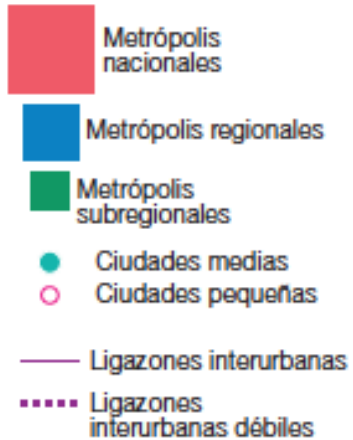 Metrópolis
nacionales
Metrópolis regionales
Metrópolis
subregionales
Ciudades medias
Ciudades pequeñas
Ligazones interurbanas
Ligazones
interurbanas débiles